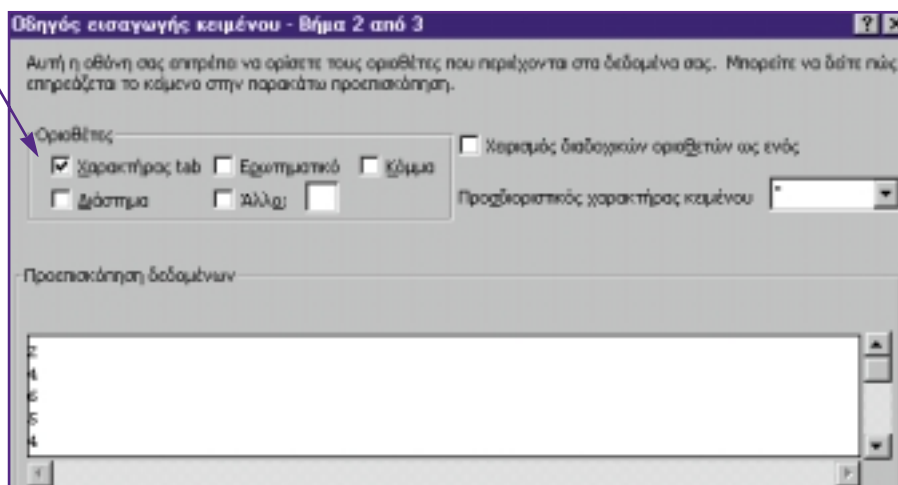 Οδηγός εισαγωγής κειμένου - Βήμα 2 από 3
Αυτή η οθόνη σας επιτρέπει να ορίσετε τους οριοθέτες που περιέχονται στα δεδομένα σας. Μπορείτε να δείτε πώς
επηρεάζεται το κείμενο στην παρακάτω προεπισκόπηση.
Οριοθέτες
Χαρακτήρας tab Ερωτηματικό Κόμμα
Διάστημα Άλλο:
Χειρισμός διαδοχικών οριοθετών ως ενός
Προσδιοριστικός χαρακτήρας κειμένου "
Προεπισκόπηση δεδομένων
2
4
6
5
4